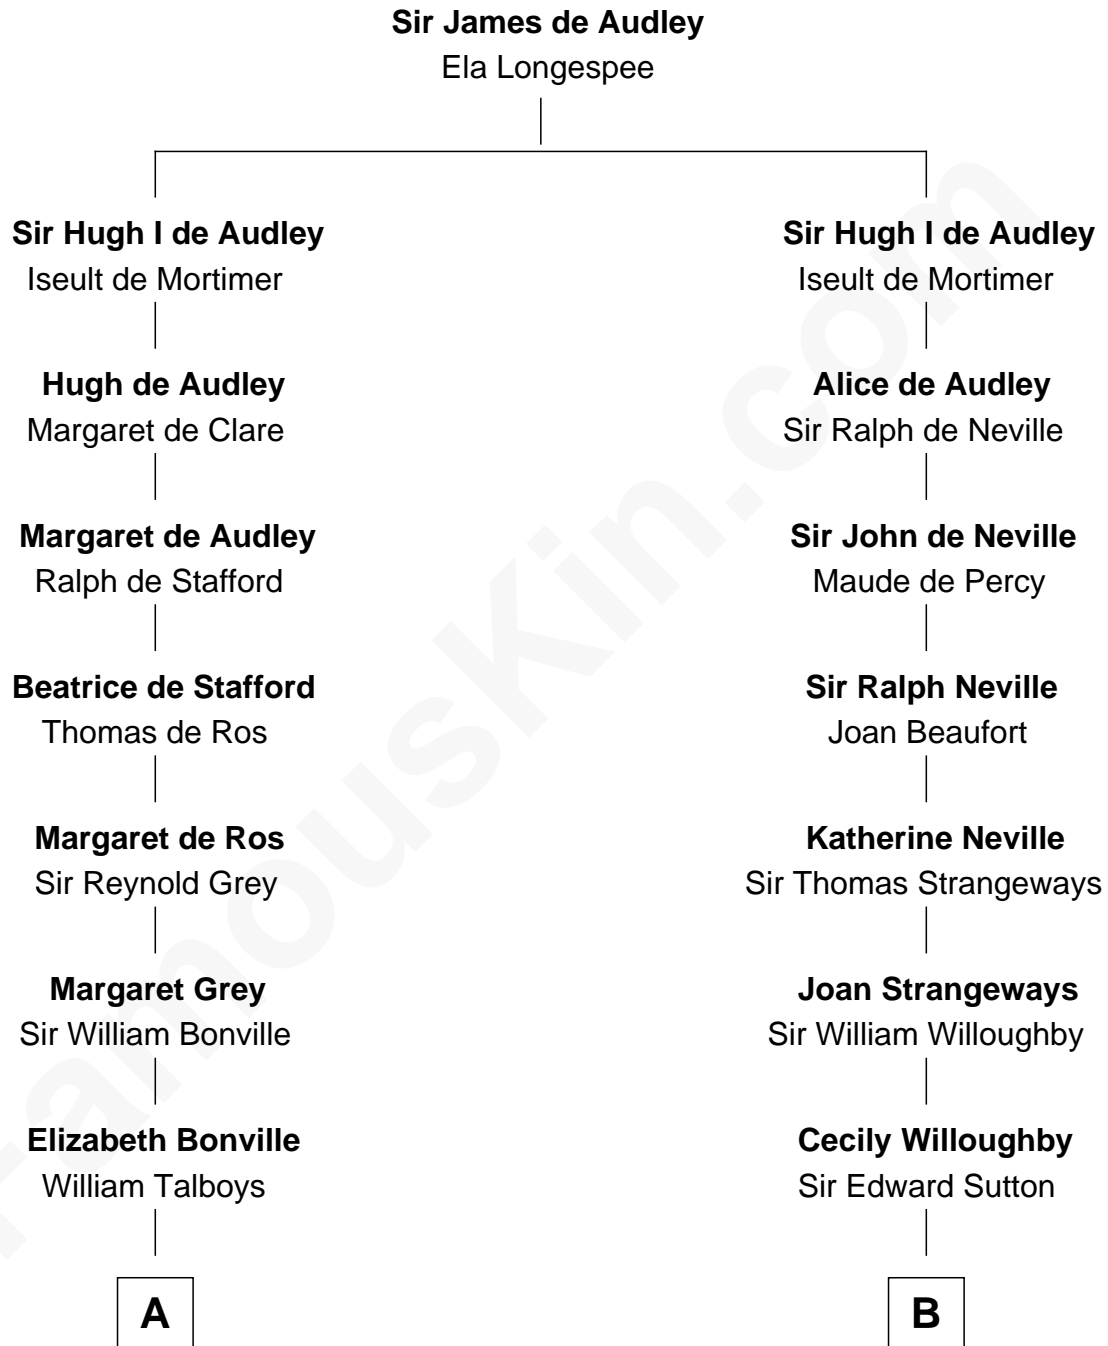 Sir James de Audley
Ela Longespee
Sir Hugh I de Audley
Iseult de Mortimer
Hugh de Audley
Margaret de Clare
Margaret de Audley
Ralph de Stafford
Beatrice de Stafford
Thomas de Ros
Margaret de Ros
Sir Reynold Grey
Margaret Grey
Sir William Bonville
Elizabeth Bonville
William Talboys
A
Sir Hugh I de Audley
Iseult de Mortimer
Alice de Audley
Sir Ralph de Neville
Sir John de Neville
Maude de Percy
Sir Ralph Neville
Joan Beaufort
Katherine Neville
Sir Thomas Strangeways
Joan Strangeways
Sir William Willoughby
Cecily Willoughby
Sir Edward Sutton
B
FamousKin.com